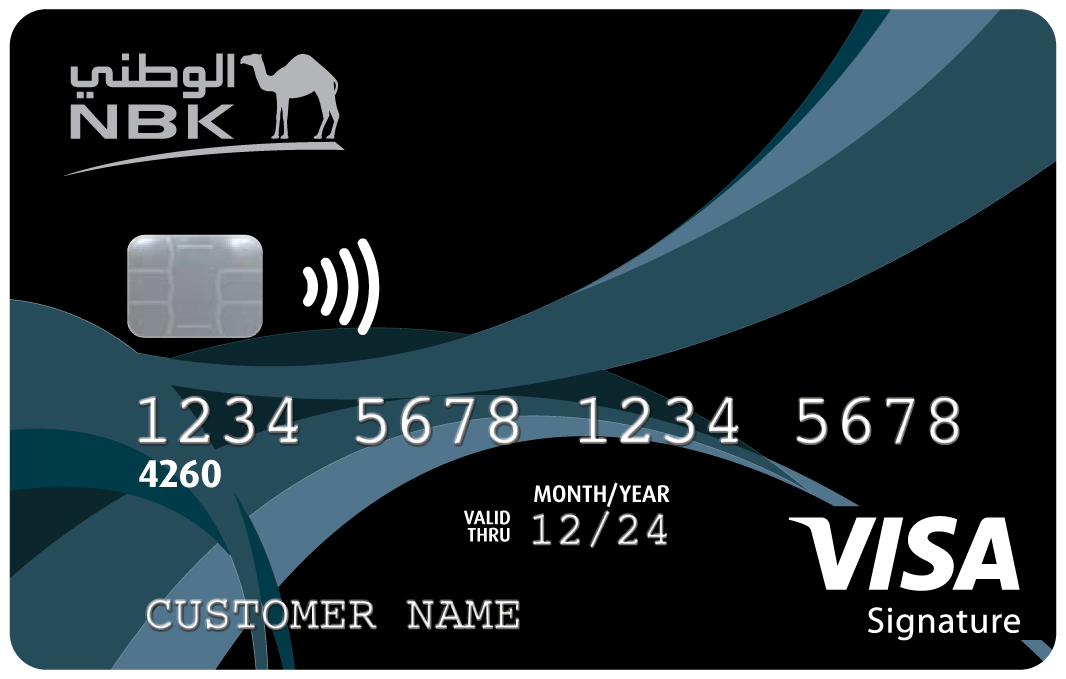 الوطني
NBK
1234 5678 1234 5678
4260
MONTH/YEAR
VALID THRU 12/24
CUSTOMER NAME
VISA
Signature